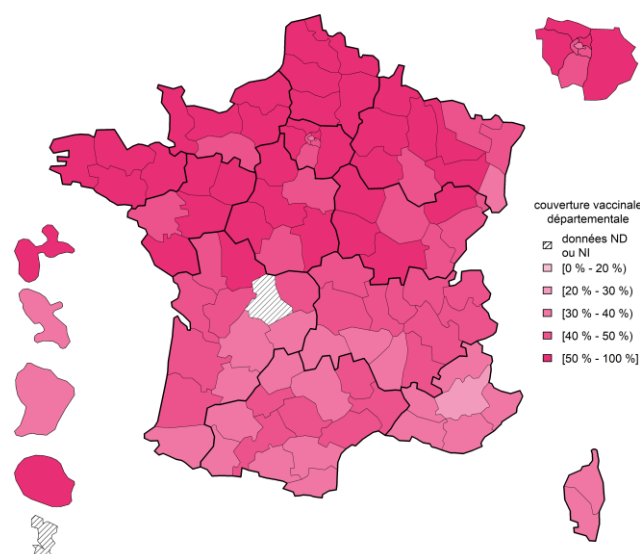 couverture vaccinale
départementale
données ND
ou NI
[0 % - 20 %)
[20 % - 30 %)
[30 % - 40 %)
[40 % - 50 %)
[50 % - 100 %]